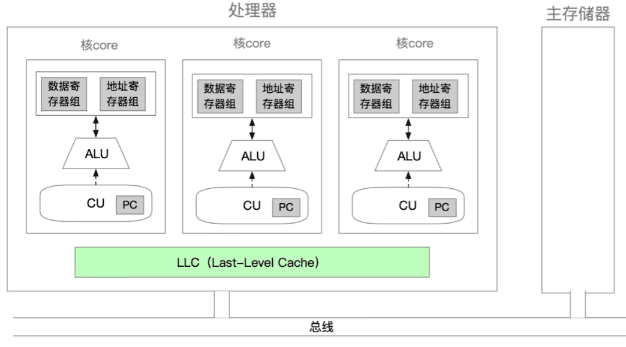 处理器
主存储器
核core
核core
核core
数据寄
存器组
地址寄
存器组
数据寄
存器组
地址寄
存器组
数据寄
存器组
地址寄
存器组
ALU
ALU
ALU
CU
PC
CU
PC
CU
PC
LLC（Last-Level Cache）
总线